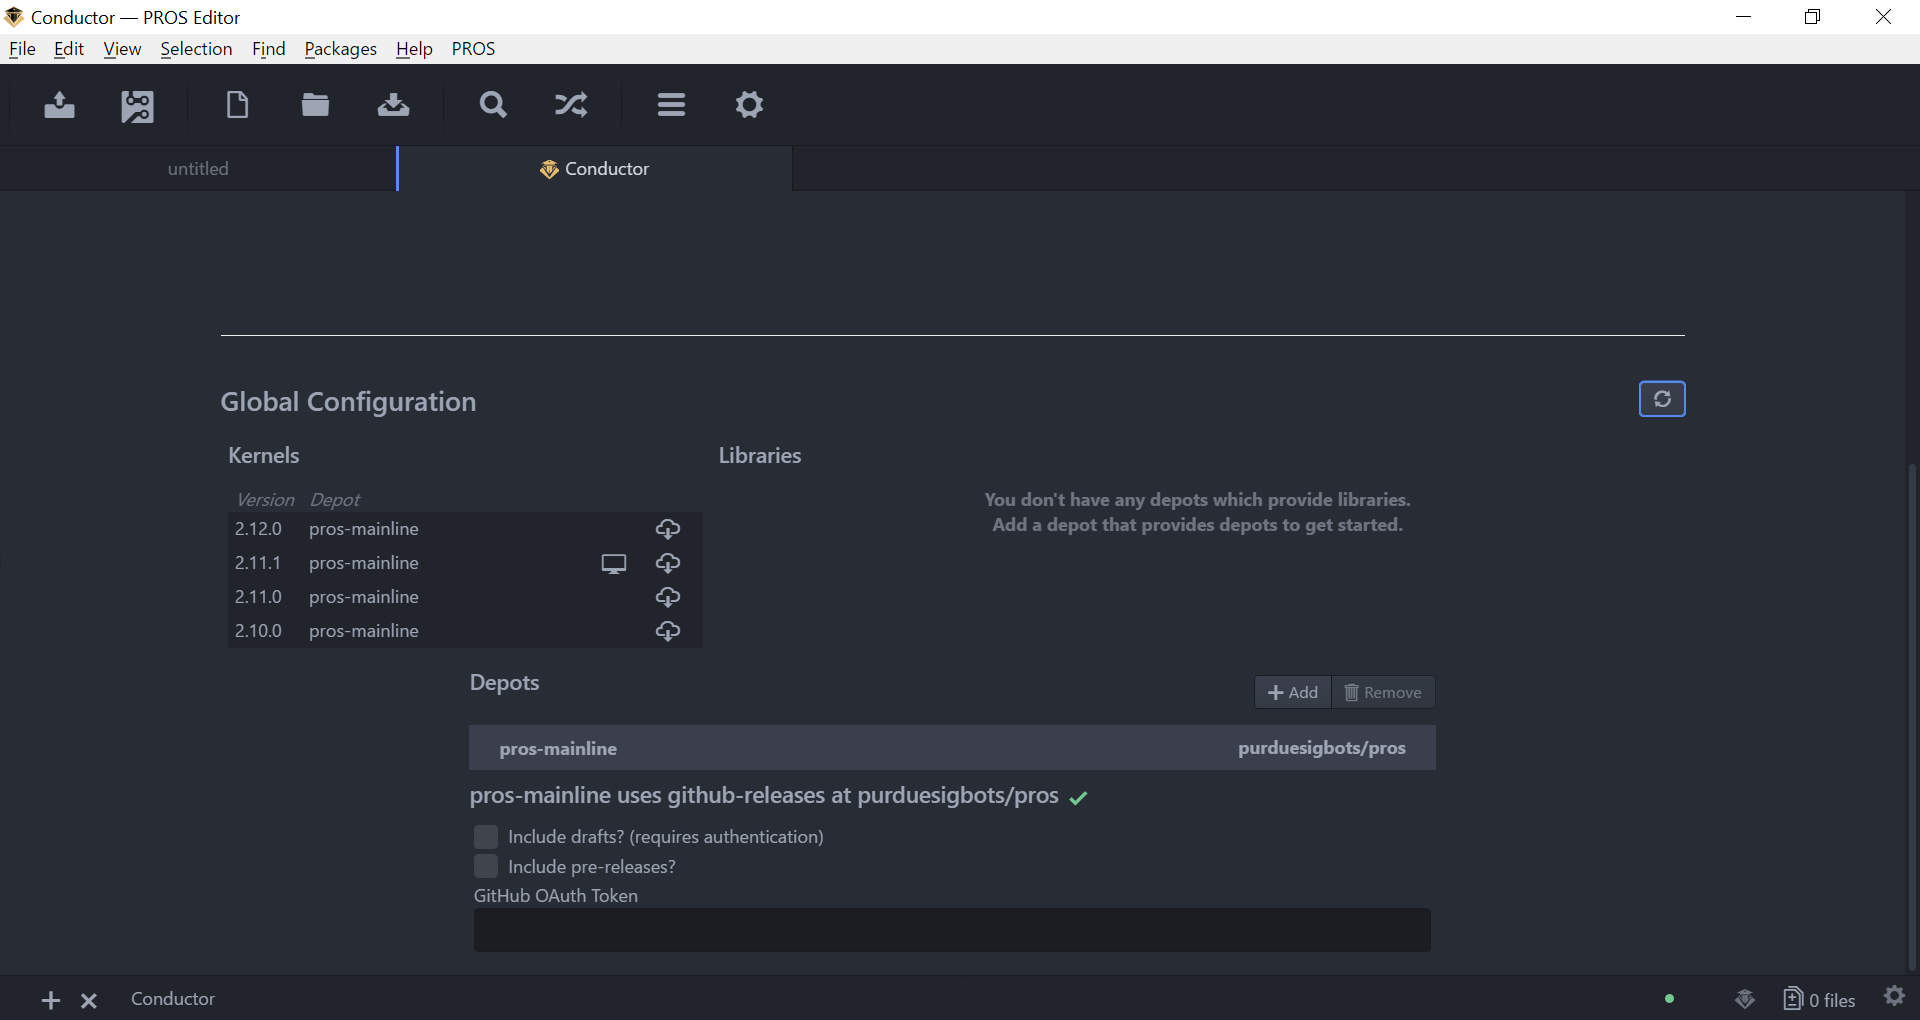 Conductor — PROS Editor
File Edit View Selection Find Packages Help PROS
untitled Conductor
Global Configuration
Kernels
Version Depot
2.12.0 pros-mainline
2.11.1 pros-mainline
2.11.0 pros-mainline
2.10.0 pros-mainline
Libraries
You don't have any depots which provide libraries.
Add a depot that provides depots to get started.
Depots
Add Remove
pros-mainline purduesigbots/pros
pros-mainline uses github-releases at purduesigbots/pros
Include drafts? (requires authentication)
Include pre-releases?
GitHub OAuth Token
Conductor 0 files